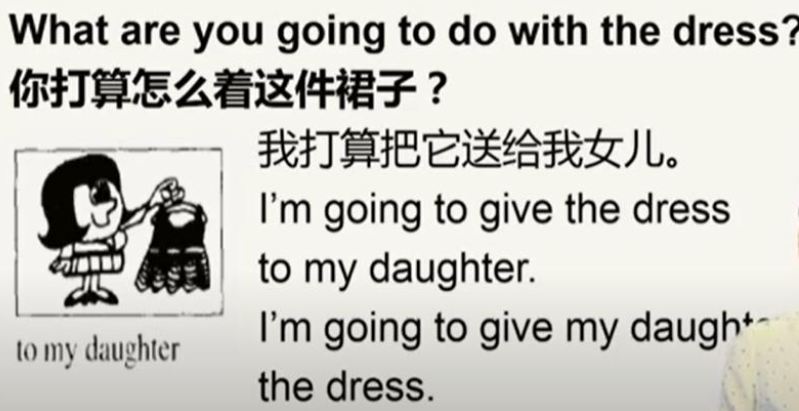 What are you going to do with the dress?
你打算怎么着这件裙子？
我打算把它送给我女儿。
I'm going to give the dress
to my daughter.
I'm going to give my
the dress.
to my daughter